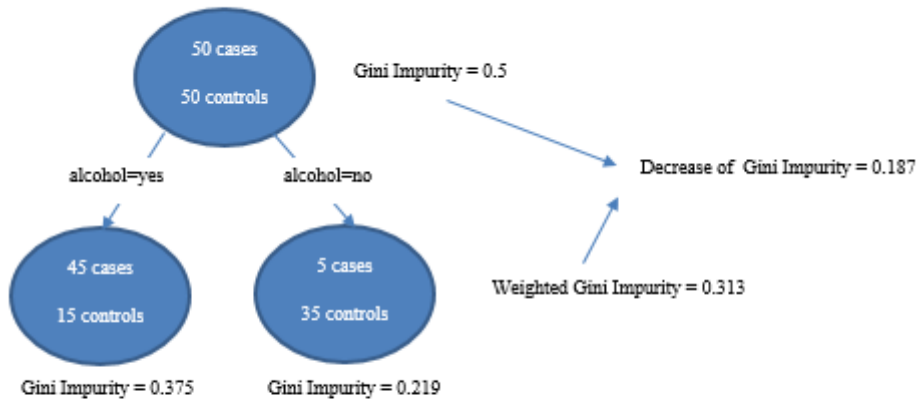 50 cases
50 controls
Gini Impurity = 0.5
alcohol=yes
alcohol=no
Decrease of Gini Impurity = 0.187
45 cases
15 controls
5 cases
35 controls
Weighted Gini Impurity = 0.313
Gini Impurity = 0.375
Gini Impurity = 0.219